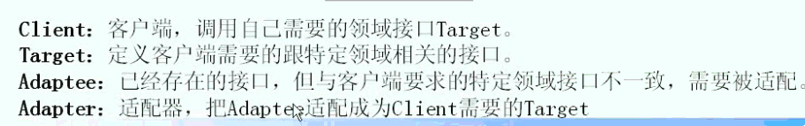 Client: 客户端，调用自己需要的领域接口Target。
Target: 定义客户端需要的跟特定领域相关的接口。
Adaptee: 已经存在的接口，但与客户端要求的特定领域接口不一致，需要被适配。
Adapter: 适配器，把Adaptee适配成为Client需要的Target